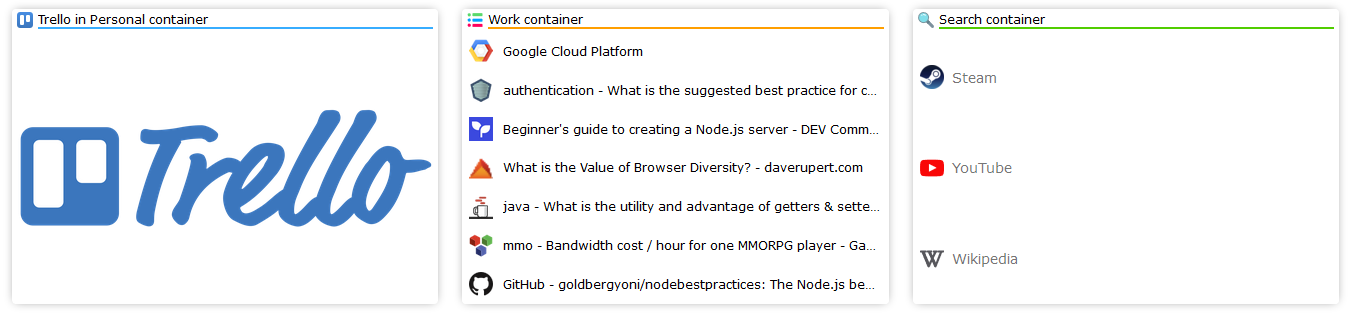 Trello in Personal container
Trello
Work container
Google Cloud Platform
authentication - What is the suggested best practice for c...
Beginner's guide to creating a Node.js server - DEV Comm...
What is the Value of Browser Diversity? - daverupert.com
java - What is the utility and advantage of getters & sette...
mmo - Bandwidth cost / hour for one MMORPG player - Ga...
GitHub - goldbergyoni/nodebestpractices: The Node.js be...
Search container
Steam
YouTube
Wikipedia